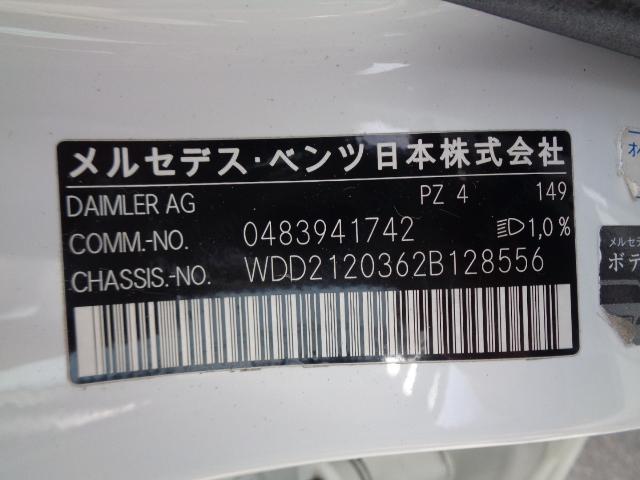 メルセデス・ベンツ日本株式会社
DAIMLER AG PZ 4 149
COMM.-NO. 0483941742 1,0%
CHASSIS.-NO. WDD2120362B128556
メルセデ
ボデ